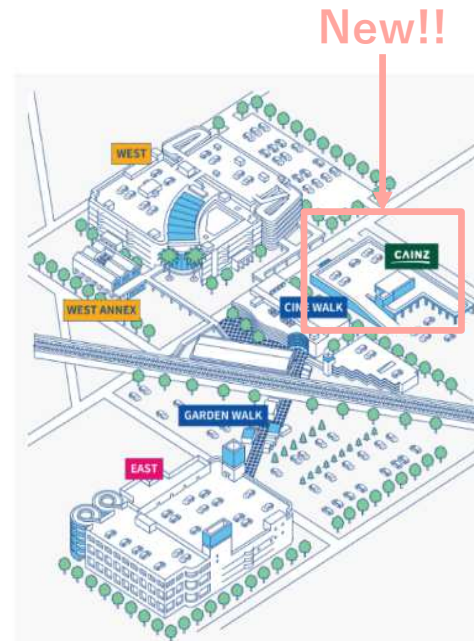 New!!
WEST
CAINZ
WEST ANNEX
CINE WALK
GARDEN WALK
EAST